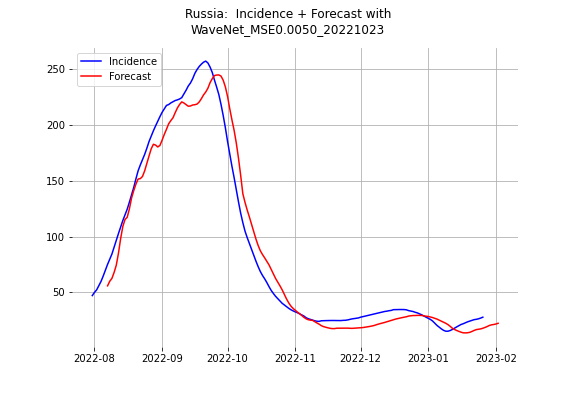 Russia:  Incidence + Forecast with
WaveNet_MSE0.0050_20221023
Incidence
Forecast
250
200
150
100
50
2022-08 2022-09 2022-10 2022-11 2022-12 2023-01 2023-02